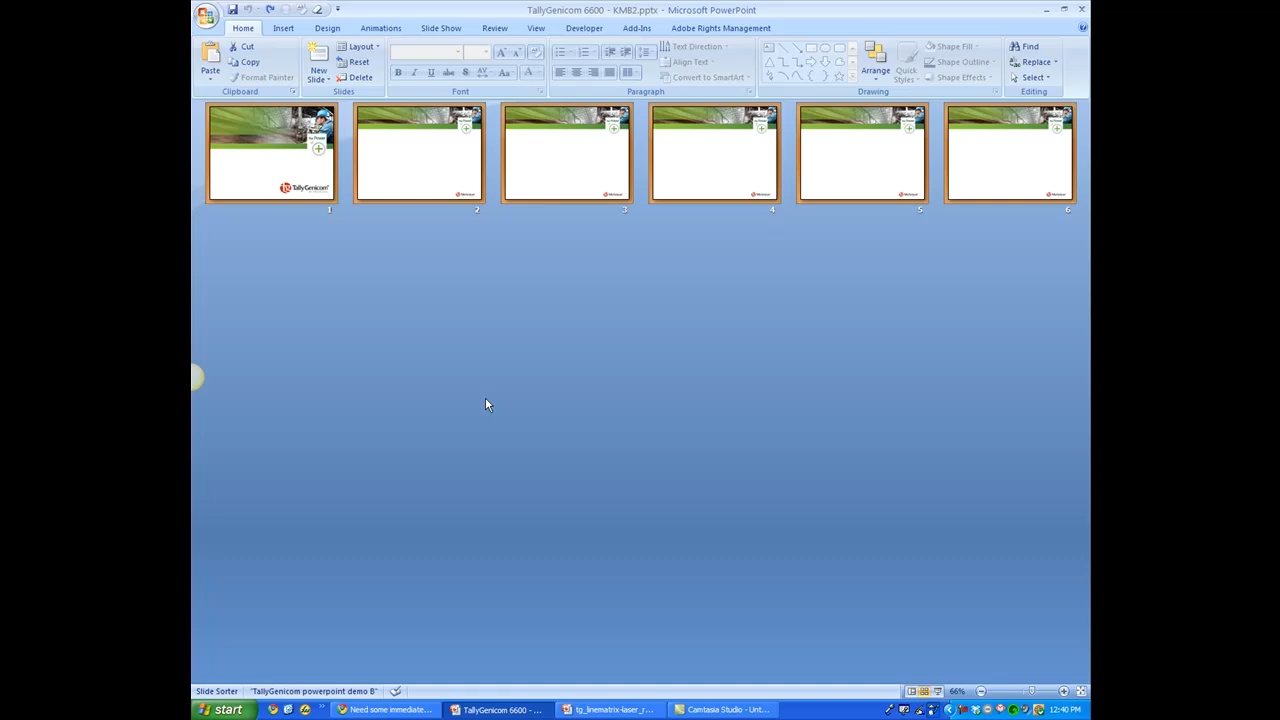 TallyGenicom 6600 - KMB2.pptx - Microsoft PowerPoint
Home Insert Design Animations Slide Show Review View Developer Add-Ins Adobe Rights Management
Paste
Cut
Copy
Format Painter
Clipboard
New Slide
Layout
Reset
Delete
Slides
Font
Text Direction
Align Text
Convert to SmartArt
Paragraph
Arrange
Quick Styles
Shape Fill
Shape Outline
Shape Effects
Drawing
Find
Replace
Select
Editing
TallyGenicom
1 2 3 4 5 6
Slide Sorter "TallyGenicom powerpoint demo B" 66%
start Need some immediate... TallyGenicom 6600 - ... tg_linematrix-laser_r... Camtasia Studio - Unt... 12:40 PM